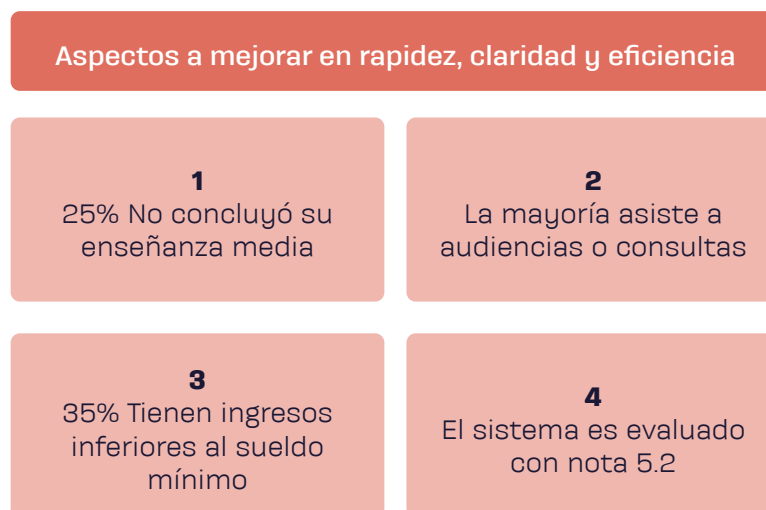 Aspectos a mejorar en rapidez, claridad y eficiencia
1
25% No concluyó su
enseñanza media
2
La mayoría asiste a
audiencias o consultas
3
35% Tienen ingresos
inferiores al sueldo
mínimo
4
El sistema es evaluado
con nota 5.2